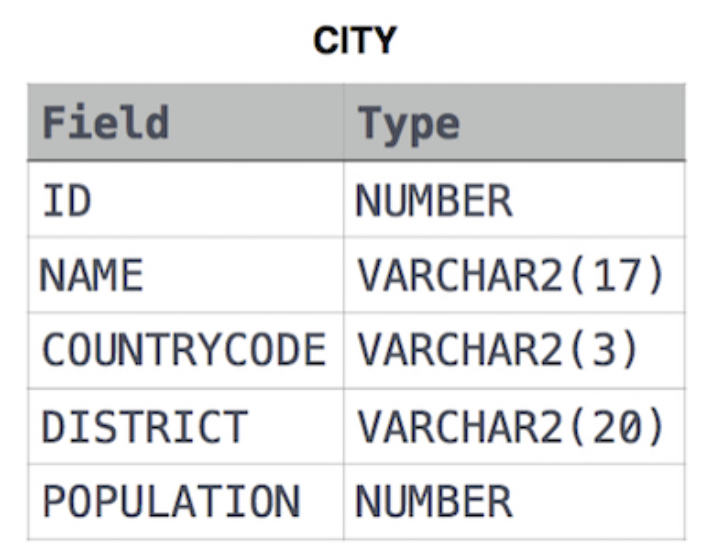 CITY
Field Type
ID NUMBER
NAME VARCHAR2(17)
COUNTRYCODE VARCHAR2(3)
DISTRICT VARCHAR2(20)
POPULATION NUMBER